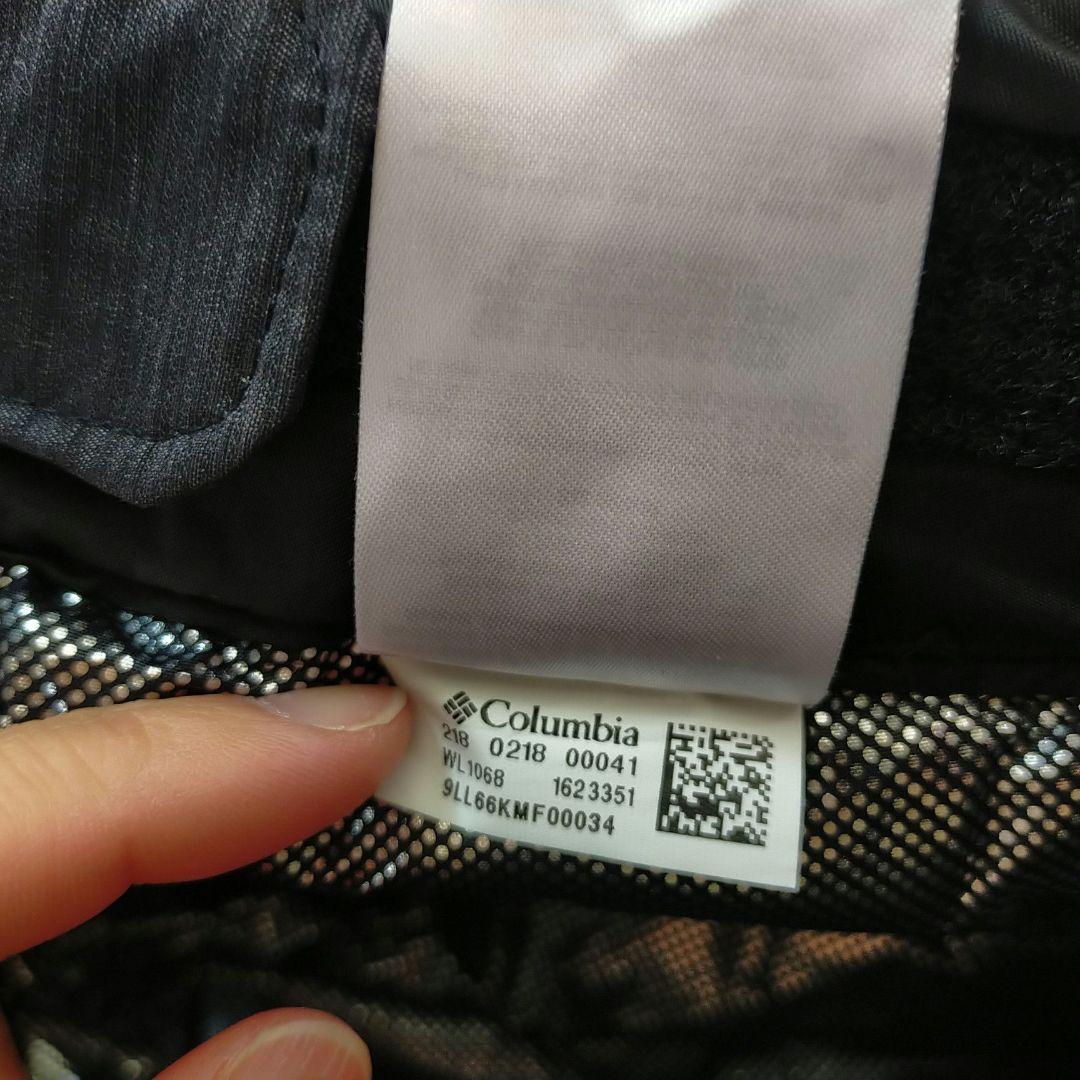 Columbia
218 0218 00041
WL1068 1623351
9LL66KMF00034